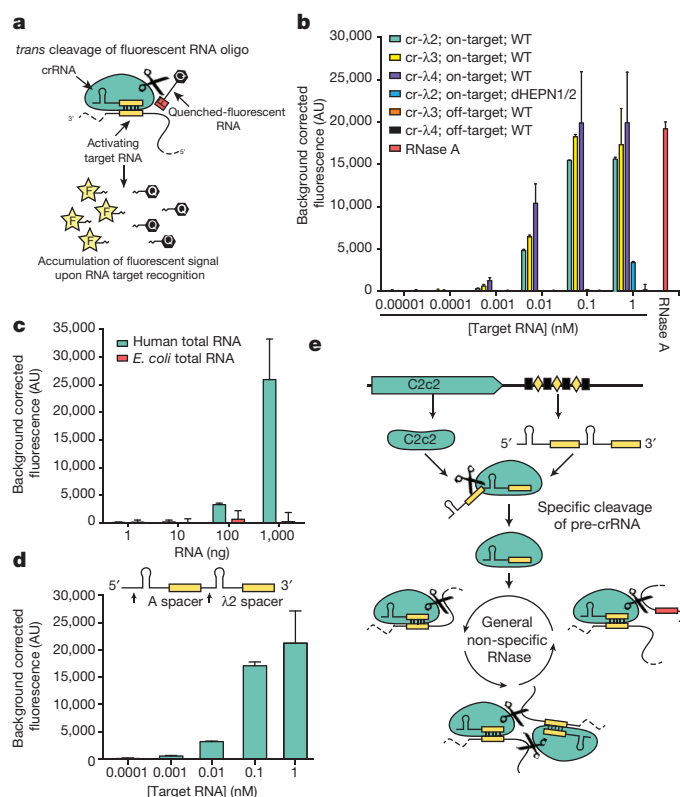 a
trans cleavage of fluorescent RNA oligo
crRNA
Q
F
Quenched-fluorescent
RNA
3′
5′
Activating
target RNA
F
F
F
F
Q
Q
Q
Q
Accumulation of fluorescent signal
upon RNA target recognition
b
Background corrected
fluorescence (AU)
30,000
25,000
20,000
15,000
10,000
5,000
0
cr-λ2; on-target; WT
cr-λ3; on-target; WT
cr-λ4; on-target; WT
cr-λ2; on-target; dHEPN1/2
cr-λ3; off-target; WT
cr-λ4; off-target; WT
RNase A
0.00001
0.0001
0.001
0.01
0.1
1
RNase A
[Target RNA] (nM)
c
Background corrected
fluorescence (AU)
35,000
30,000
25,000
20,000
15,000
10,000
5,000
0
Human total RNA
E. coli total RNA
1
10
100
1,000
RNA (ng)
d
5′
3′
A spacer
λ2 spacer
Background corrected
fluorescence (AU)
30,000
25,000
20,000
15,000
10,000
5,000
0
0.0001
0.001
0.01
0.1
1
[Target RNA] (nM)
e
C2c2
C2c2
5′
3′
Specific cleavage
of pre-crRNA
General
non-specific
RNase